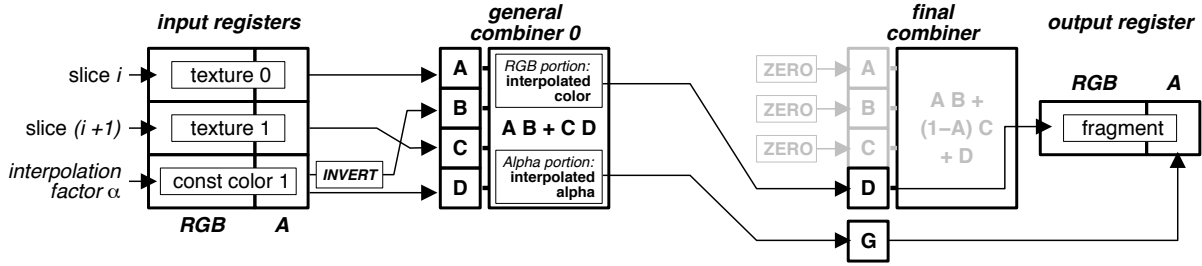 input registers
general
combiner 0
final
combiner
output register
slice i
texture 0
slice (i +1)
texture 1
interpolation
factor α
const color 1
INVERT
RGB
A
A
B
C
D
RGB portion:
interpolated
color
A B + C D
Alpha portion:
interpolated
alpha
ZERO
ZERO
ZERO
A
B
C
D
G
A B +
(1–A) C
+ D
RGB
A
fragment